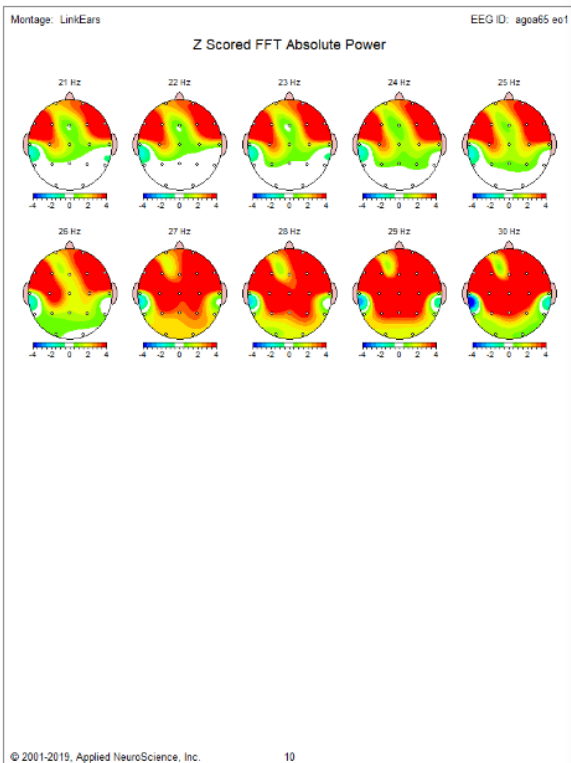 Montage: LinkEars EEG ID: agoa65 eo1
Z Scored FFT Absolute Power
21 Hz 22 Hz 23 Hz 24 Hz 25 Hz
-4 -2 0 2 4 -4 -2 0 2 4 -4 -2 0 2 4 -4 -2 0 2 4 -4 -2 0 2 4
26 Hz 27 Hz 28 Hz 29 Hz 30 Hz
-4 -2 0 2 4 -4 -2 0 2 4 -4 -2 0 2 4 -4 -2 0 2 4 -4 -2 0 2 4
© 2001-2019, Applied NeuroScience, Inc. 10